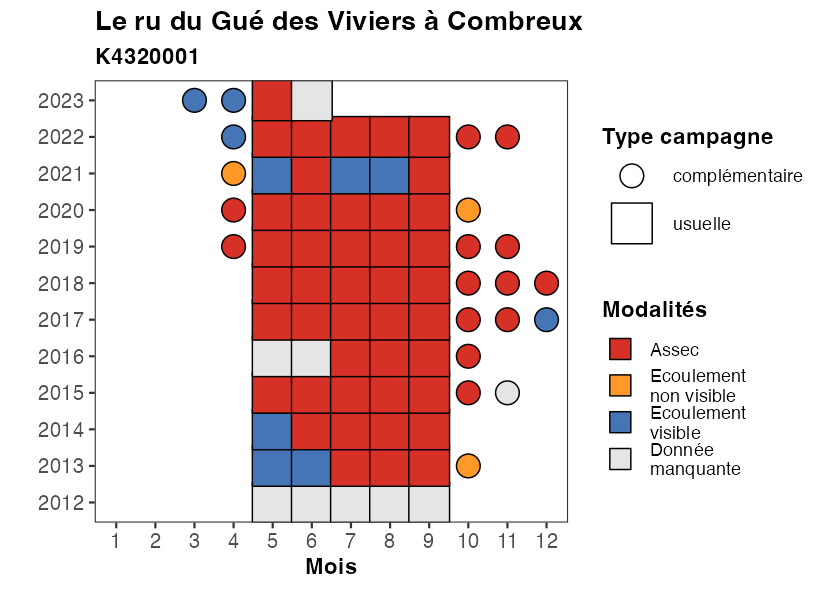 Le ru du Gué des Viviers à Combreux
K4320001
2023
2022
2021
2020
2019
2018
2017
2016
2015
2014
2013
2012
1 2 3 4 5 6 7 8 9 10 11 12
Mois
Type campagne
complémentaire
usuelle
Modalités
Assec
Ecoulement
non visible
Ecoulement
visible
Donnée
manquante